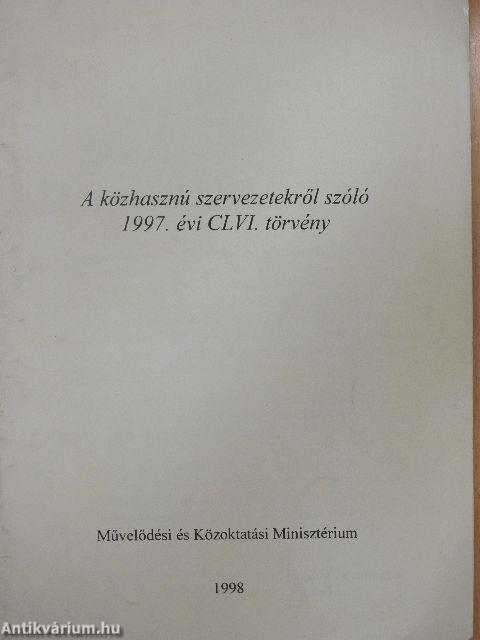 A közhasznú szervezetekről szóló
1997. évi CLVI. törvény
Művelődési és Közoktatási Minisztérium
1998
Antikvárium.hu